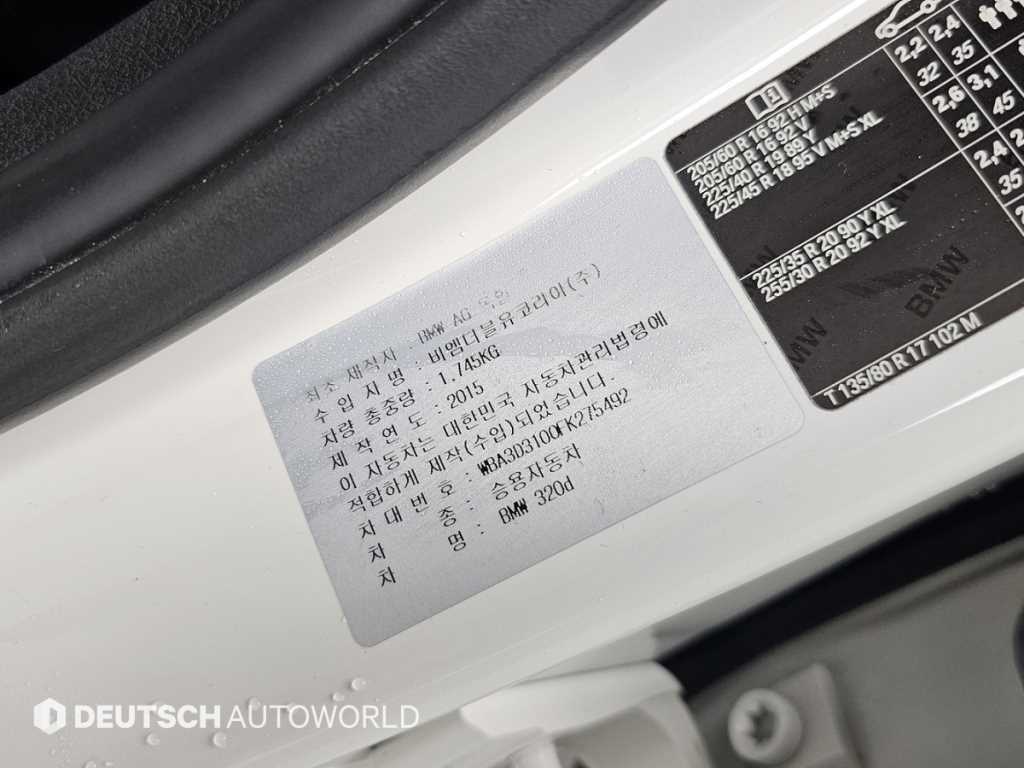 최초 제작자 : BMW AG 독일
수 입 자 명 : 비엠더블유코리아(주)
차량 총중량 : 1,745KG
제 작 연 도 : 2015
이 자동차는 대한민국 자동차관리법령에
적합하게 제작(수입)되었습니다.
차 대 번 호 : WBA3D3100FK275492
차 종 : 승용자동차
차 명 : BMW 320d
205/60 R 16 92 H M+S
205/60 R 16 92 V
225/40 R 19 89 Y
225/45 R 18 95 V M+S XL
225/35 R 20 90 Y XL
255/30 R 20 92 Y XL
T 135/80 R 17 102 M
2,2 2,4
32 35
2,6 3,1
38 45
2,4
35
BMW
DEUTSCH AUTOWORLD